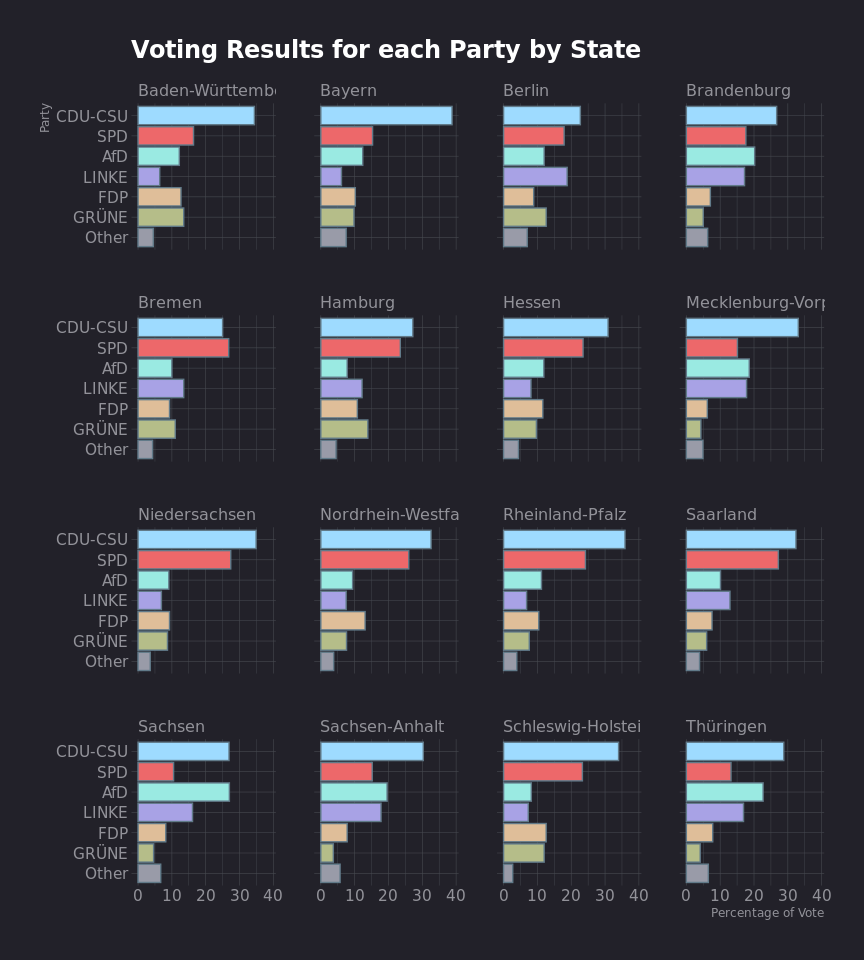 Voting Results for each Party by State
Baden-Württembe
Bayern
Berlin
Brandenburg
Party
CDU-CSU
SPD
AfD
LINKE
FDP
GRÜNE
Other
Bremen
Hamburg
Hessen
Mecklenburg-Vorp
CDU-CSU
SPD
AfD
LINKE
FDP
GRÜNE
Other
Niedersachsen
Nordrhein-Westfa
Rheinland-Pfalz
Saarland
CDU-CSU
SPD
AfD
LINKE
FDP
GRÜNE
Other
Sachsen
Sachsen-Anhalt
Schleswig-Holstei
Thüringen
CDU-CSU
SPD
AfD
LINKE
FDP
GRÜNE
Other
0 10 20 30 40 0 10 20 30 40 0 10 20 30 40 0 10 20 30 40
Percentage of Vote